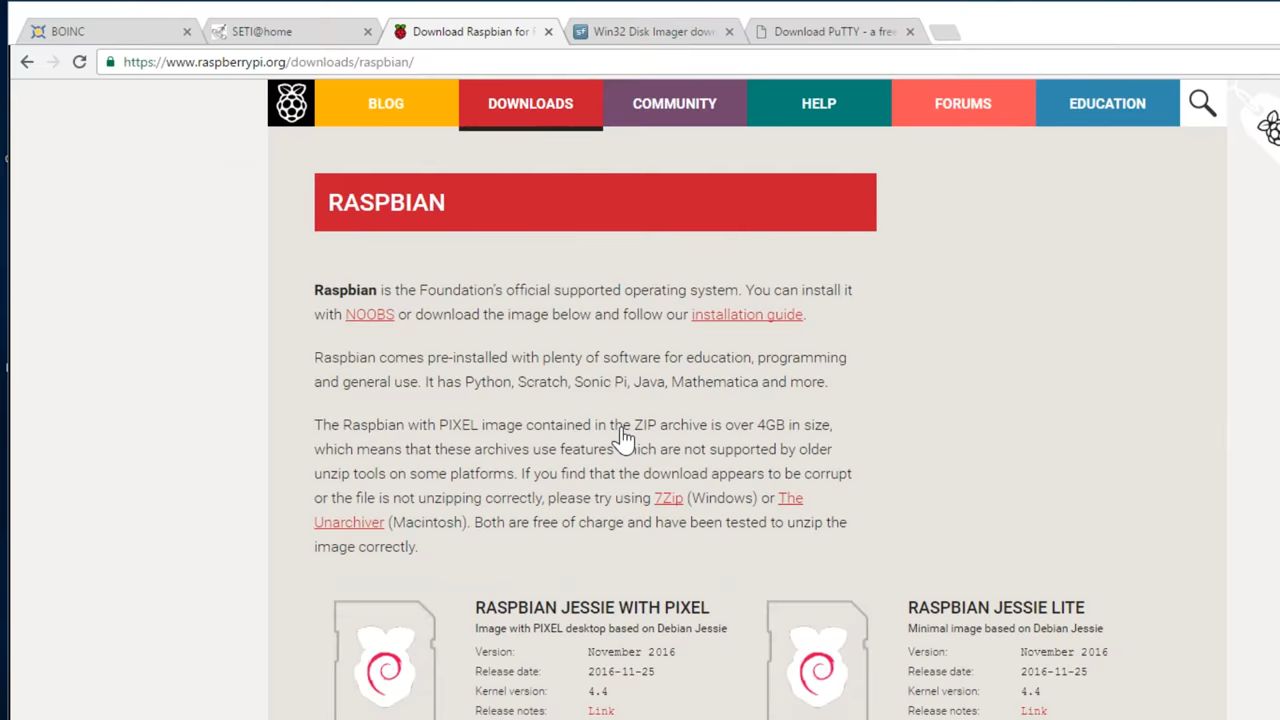 BOINC
SETI@home
Download Raspbian for
Win32 Disk Imager down
Download PuTTY - a free
https://www.raspberrypi.org/downloads/raspbian/
BLOG DOWNLOADS COMMUNITY HELP FORUMS EDUCATION
RASPBIAN
Raspbian is the Foundation's official supported operating system. You can install it
with NOOBS or download the image below and follow our installation guide.
Raspbian comes pre-installed with plenty of software for education, programming
and general use. It has Python, Scratch, Sonic Pi, Java, Mathematica and more.
The Raspbian with PIXEL image contained in the ZIP archive is over 4GB in size,
which means that these archives use features which are not supported by older
unzip tools on some platforms. If you find that the download appears to be corrupt
or the file is not unzipping correctly, please try using 7Zip (Windows) or The
Unarchiver (Macintosh). Both are free of charge and have been tested to unzip the
image correctly.
RASPBIAN JESSIE WITH PIXEL
Image with PIXEL desktop based on Debian Jessie
Version: November 2016
Release date: 2016-11-25
Kernel version: 4.4
Release notes: Link
RASPBIAN JESSIE LITE
Minimal image based on Debian Jessie
Version: November 2016
Release date: 2016-11-25
Kernel version: 4.4
Release notes: Link